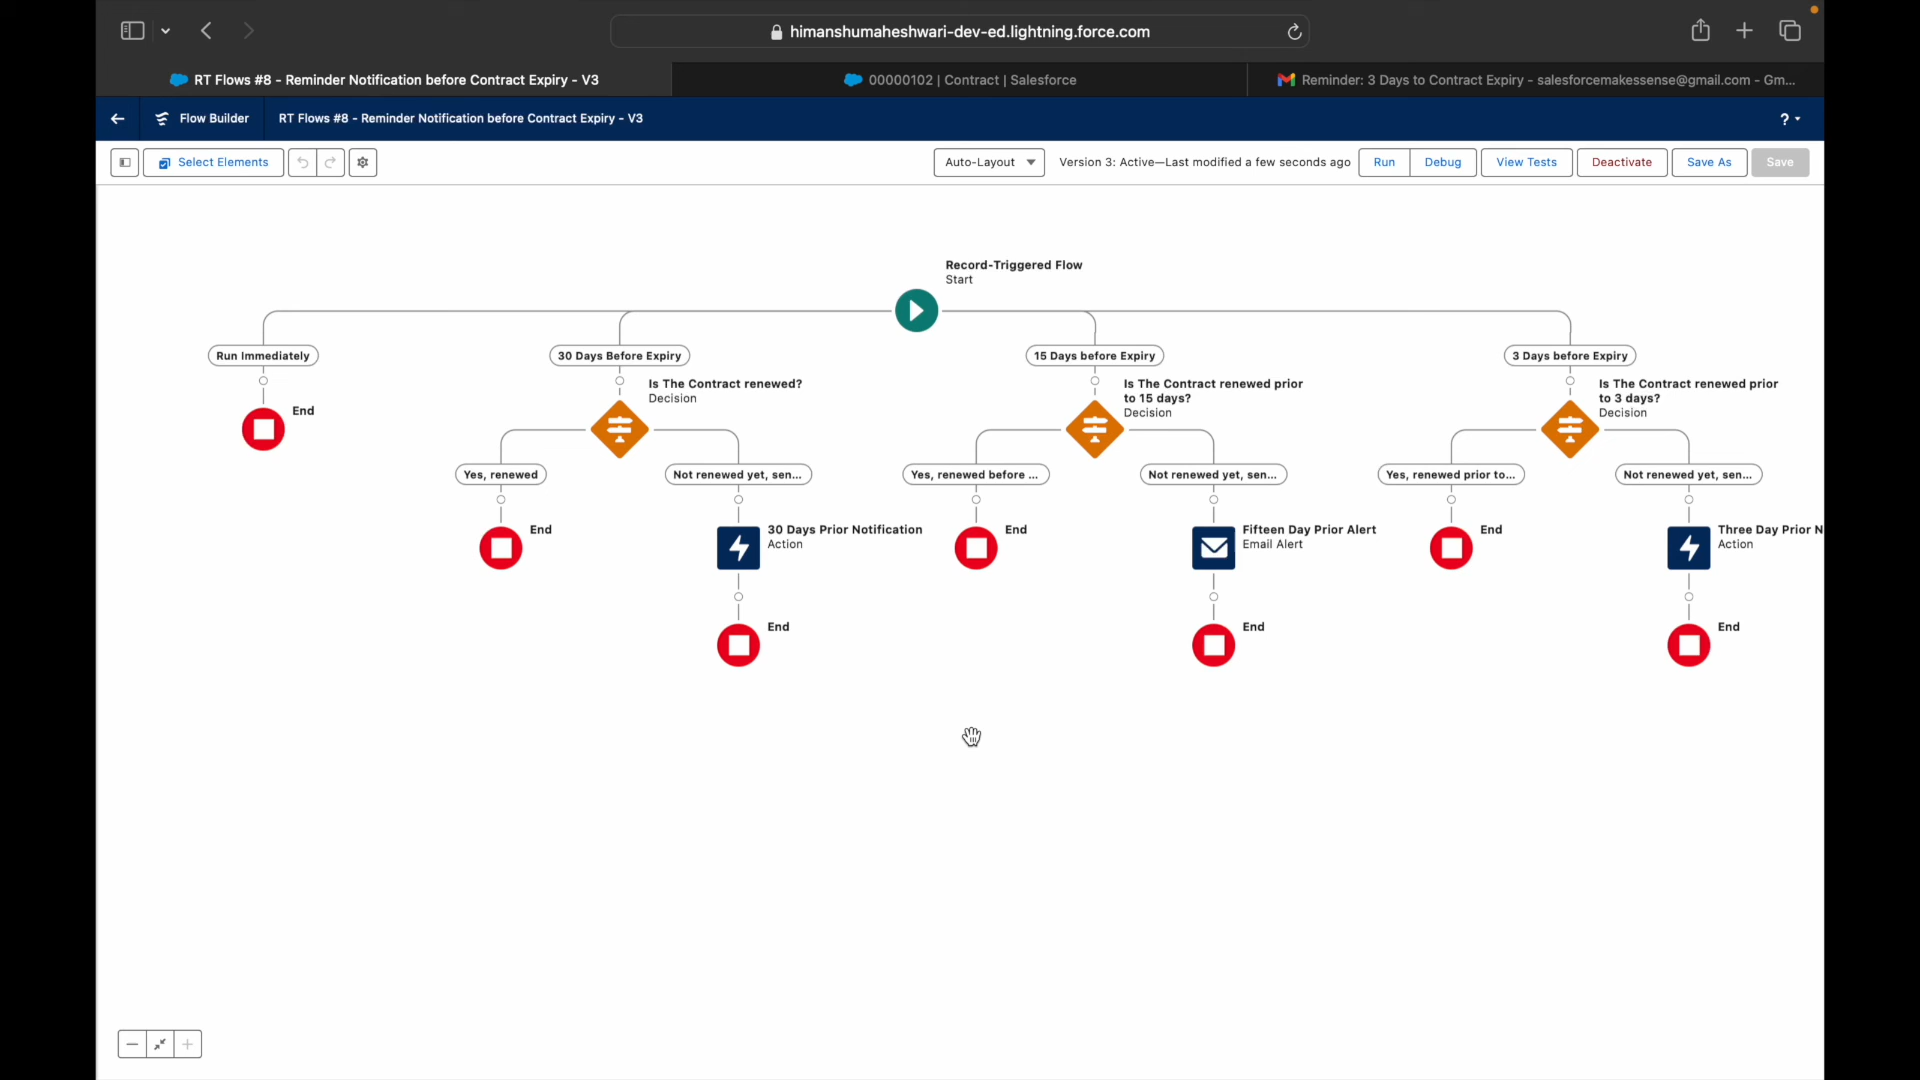 himanshumaheshwari-dev-ed.lightning.force.com
RT Flows #8 - Reminder Notification before Contract Expiry - V3
00000102 | Contract | Salesforce
Reminder: 3 Days to Contract Expiry - salesforcemakessense@gmail.com - Gm...
Flow Builder
RT Flows #8 - Reminder Notification before Contract Expiry - V3
?
Select Elements
Auto-Layout
Version 3: Active—Last modified a few seconds ago
Run
Debug
View Tests
Deactivate
Save As
Save
Record-Triggered Flow
Start
Run Immediately
30 Days Before Expiry
15 Days before Expiry
3 Days before Expiry
End
Is The Contract renewed?
Decision
Is The Contract renewed prior
to 15 days?
Decision
Is The Contract renewed prior
to 3 days?
Decision
Yes, renewed
Not renewed yet, sen...
Yes, renewed before ...
Not renewed yet, sen...
Yes, renewed prior to...
Not renewed yet, sen...
End
30 Days Prior Notification
Action
End
Fifteen Day Prior Alert
Email Alert
End
Three Day Prior N
Action
End
End
End